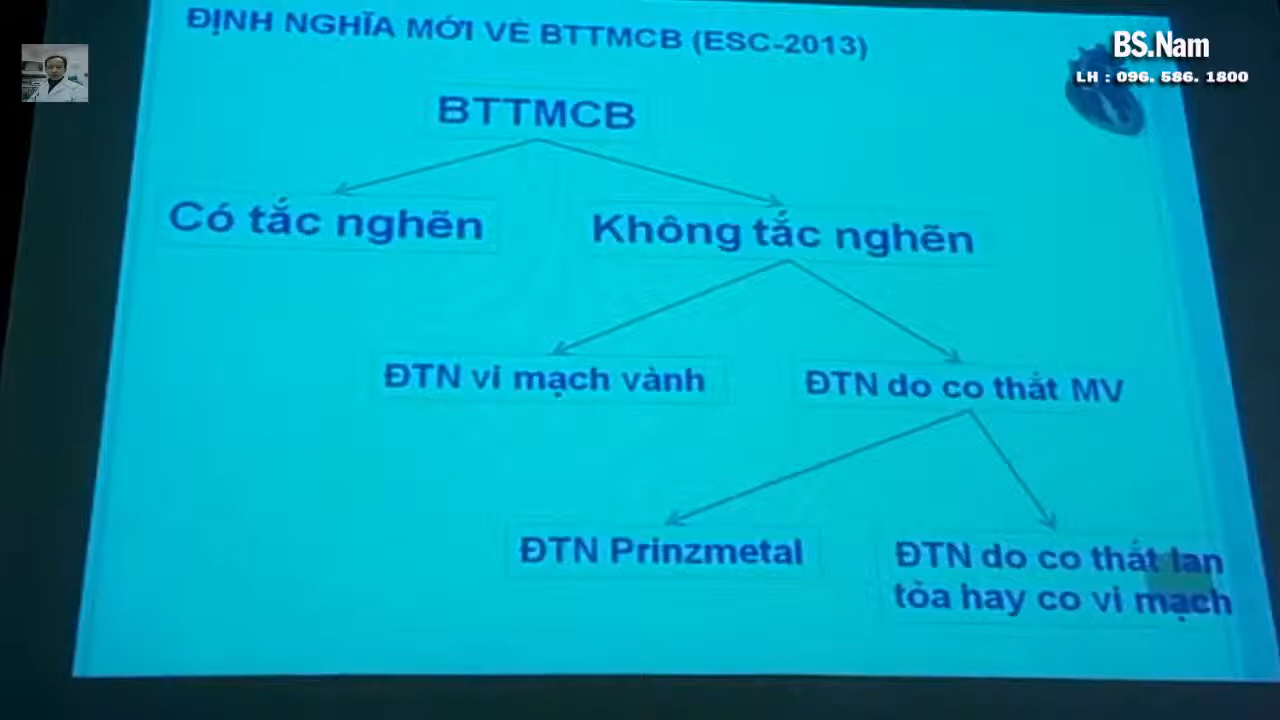 ĐỊNH NGHĨA MỚI VỀ BTTMCB (ESC-2013)
BS.Nam
LH : 096. 586. 1800
BTTMCB
Có tắc nghẽn
Không tắc nghẽn
ĐTN vi mạch vành
ĐTN do co thắt MV
ĐTN Prinzmetal
ĐTN do co thắt lan
tỏa hay co vi mạch